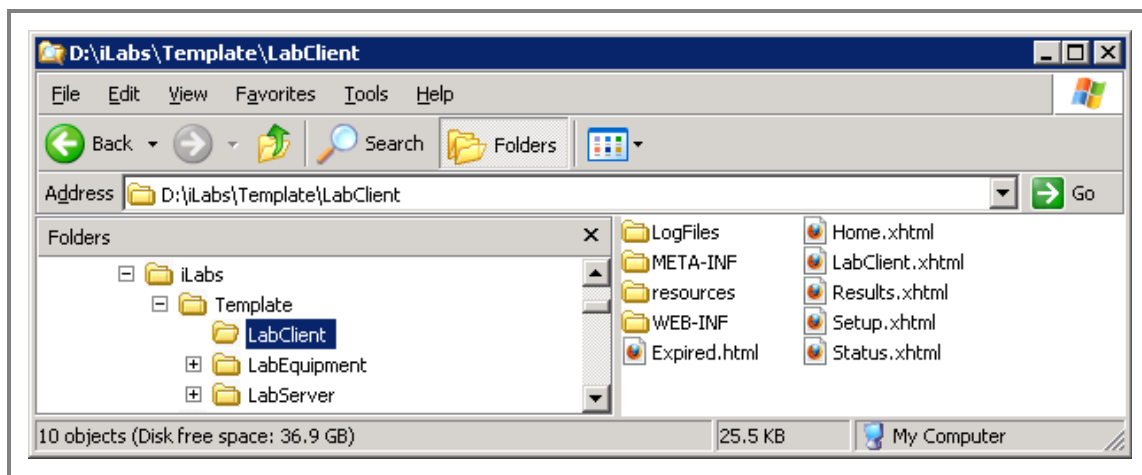 D:\iLabs\Template\LabClient
File Edit View Favorites Tools Help
Back Search Folders
Address D:\iLabs\Template\LabClient Go
Folders
iLabs
Template
LabClient
LabEquipment
LabServer
LogFiles
META-INF
resources
WEB-INF
Expired.html
Home.xhtml
LabClient.xhtml
Results.xhtml
Setup.xhtml
Status.xhtml
10 objects (Disk free space: 36.9 GB) 25.5 KB My Computer